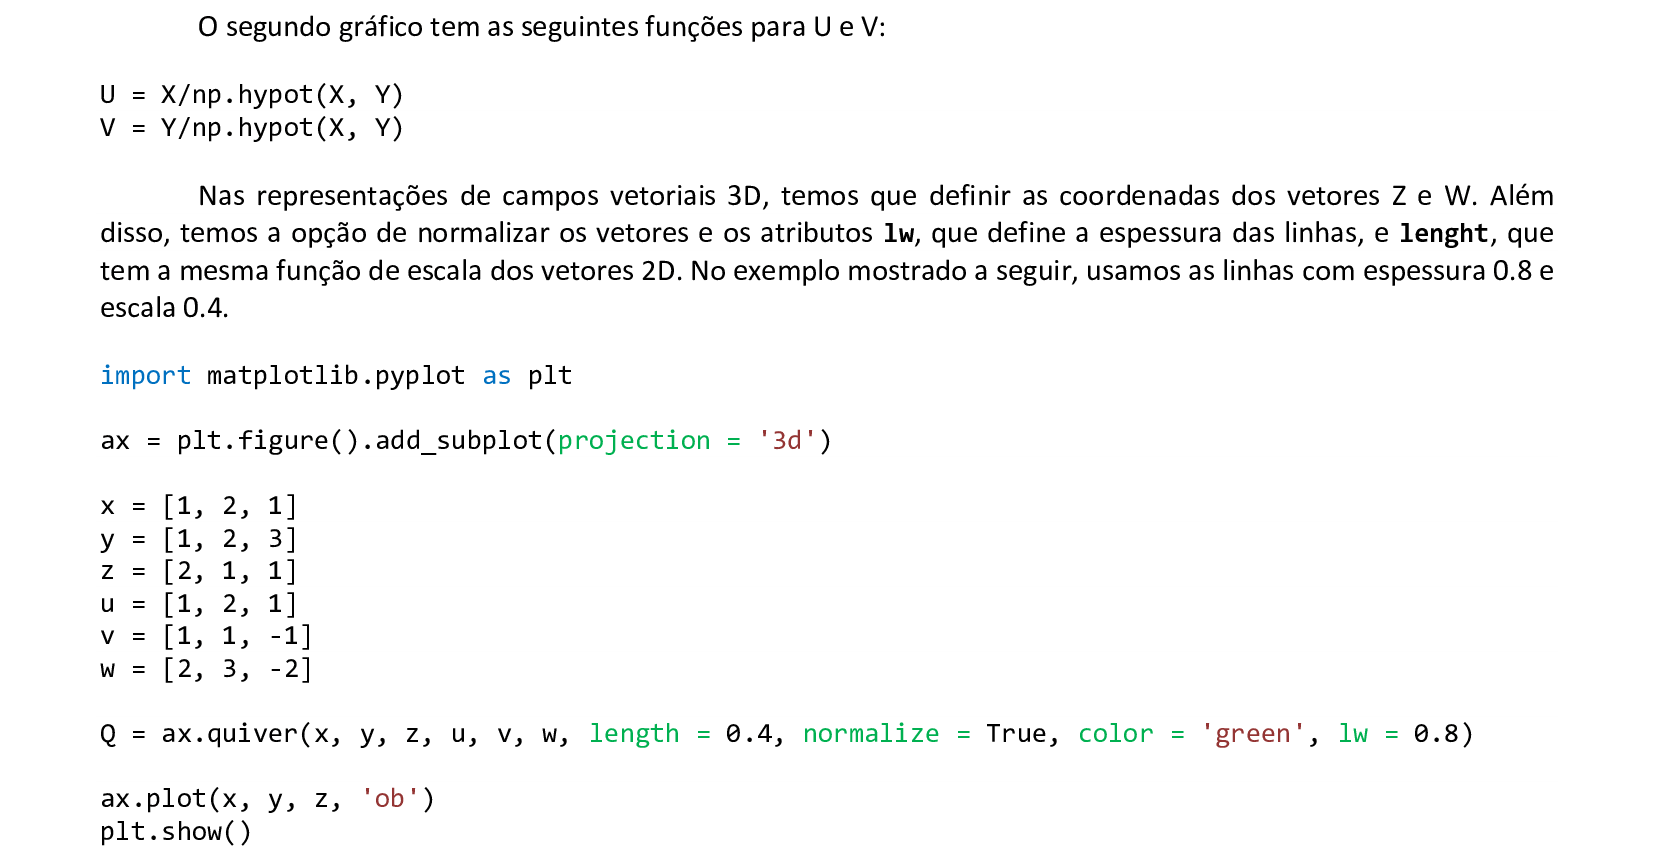 O segundo gráfico tem as seguintes funções para U e V:
U = X/np.hypot(X, Y)
V = Y/np.hypot(X, Y)
Nas representações de campos vetoriais 3D, temos que definir as coordenadas dos vetores Z e W. Além
disso, temos a opção de normalizar os vetores e os atributos lw, que define a espessura das linhas, e lenght, que
tem a mesma função de escala dos vetores 2D. No exemplo mostrado a seguir, usamos as linhas com espessura 0.8 e
escala 0.4.
import matplotlib.pyplot as plt
ax = plt.figure().add_subplot(projection = '3d')
x = [1, 2, 1]
y = [1, 2, 3]
z = [2, 1, 1]
u = [1, 2, 1]
v = [1, 1, -1]
w = [2, 3, -2]
Q = ax.quiver(x, y, z, u, v, w, length = 0.4, normalize = True, color = 'green', lw = 0.8)
ax.plot(x, y, z, 'ob')
plt.show()